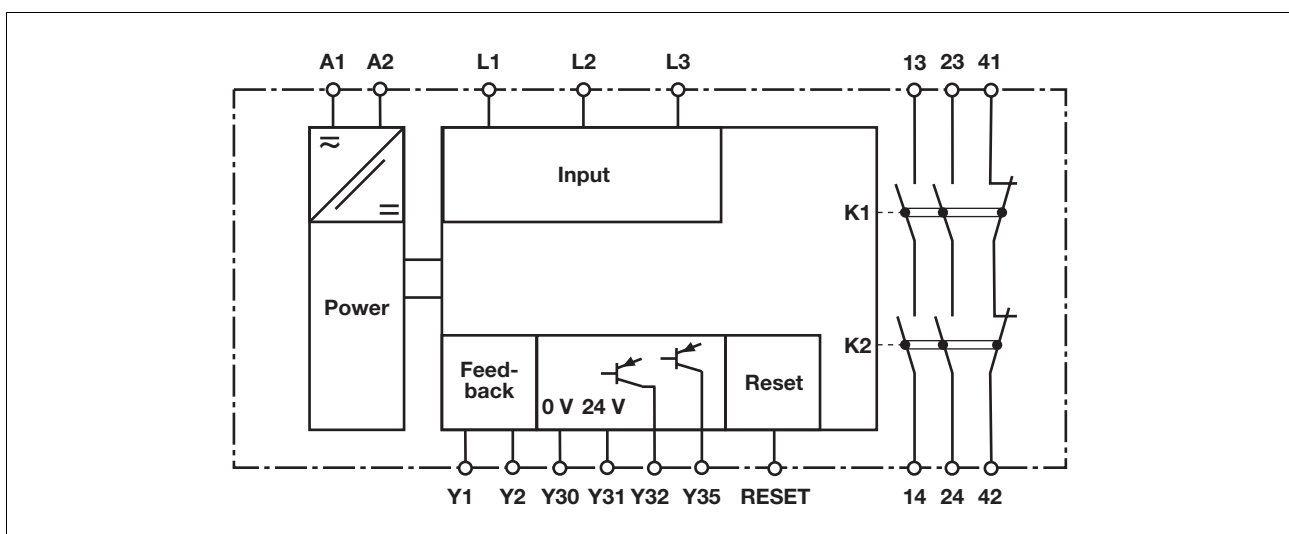 A1 A2 L1 L2 L3 13 23 41
Input
K1
Power
K2
Feed-
back
Reset
0 V 24 V
Y1 Y2 Y30 Y31 Y32 Y35 RESET 14 24 42